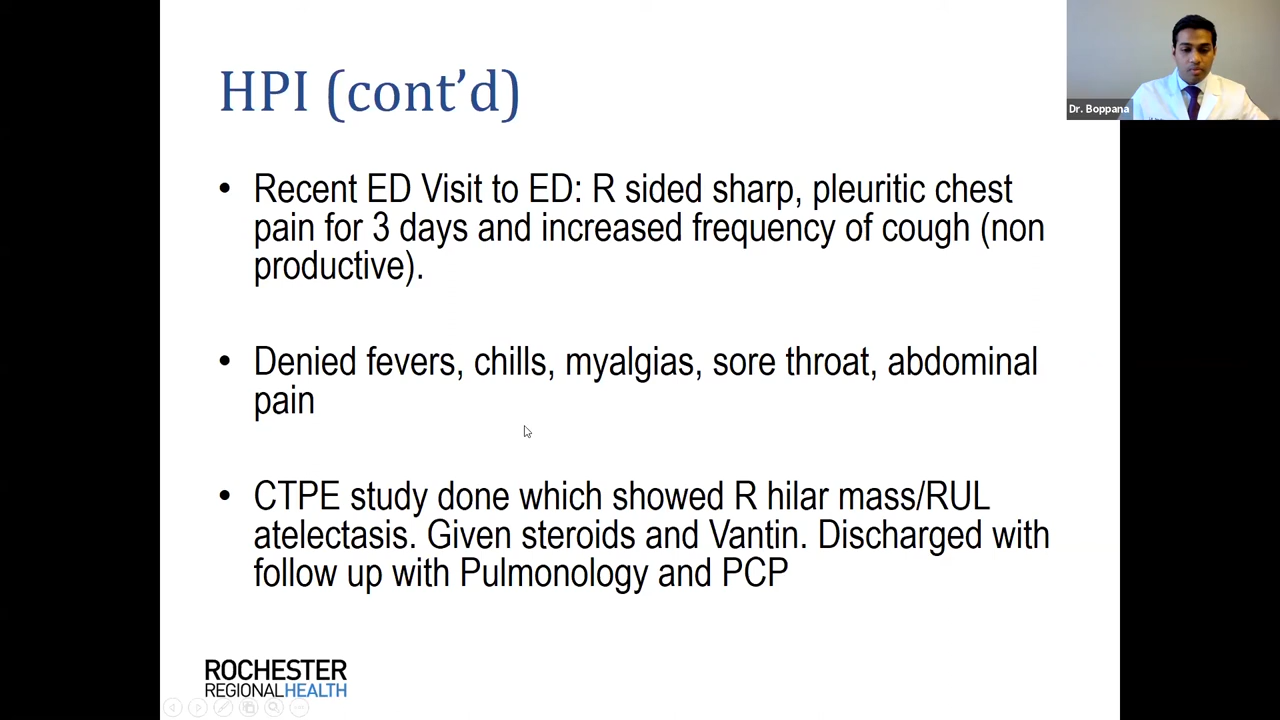 HPI (cont’d)
Dr. Boppana
• Recent ED Visit to ED: R sided sharp, pleuritic chest
pain for 3 days and increased frequency of cough (non
productive).
• Denied fevers, chills, myalgias, sore throat, abdominal
pain
• CTPE study done which showed R hilar mass/RUL
atelectasis. Given steroids and Vantin. Discharged with
follow up with Pulmonology and PCP
ROCHESTER
REGIONALHEALTH